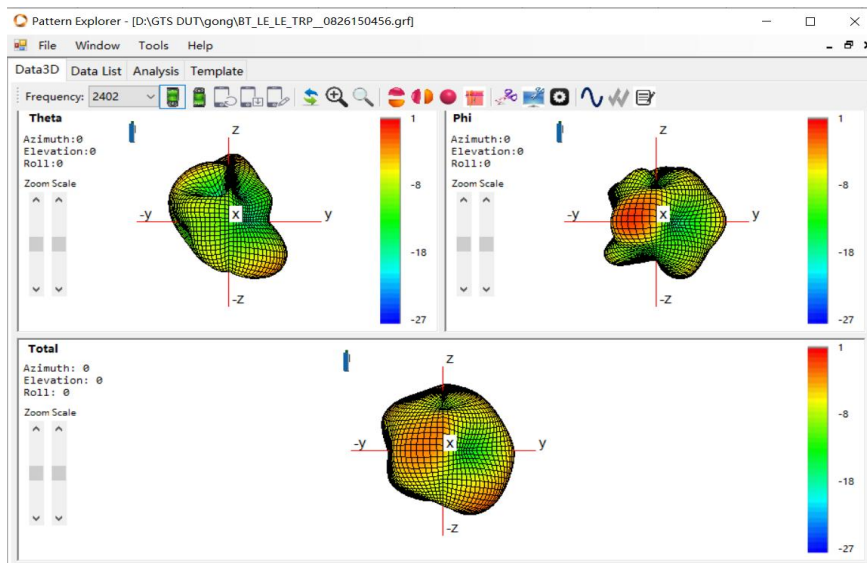 Pattern Explorer - [D:\GTS DUT\gong\BT_LE_LE_TRP__0826150456.grf]
File Window Tools Help
Data3D Data List Analysis Template
Frequency: 2402
Theta
Azimuth:0
Elevation:0
Roll:0
Zoom Scale
z
-y
x
y
-z
1
-8
-18
-27
Phi
Azimuth:0
Elevation:0
Roll:0
Zoom Scale
z
-y
x
y
-z
1
-8
-18
-27
Total
Azimuth: 0
Elevation: 0
Roll: 0
Zoom Scale
z
-y
x
y
-z
1
-8
-18
-27